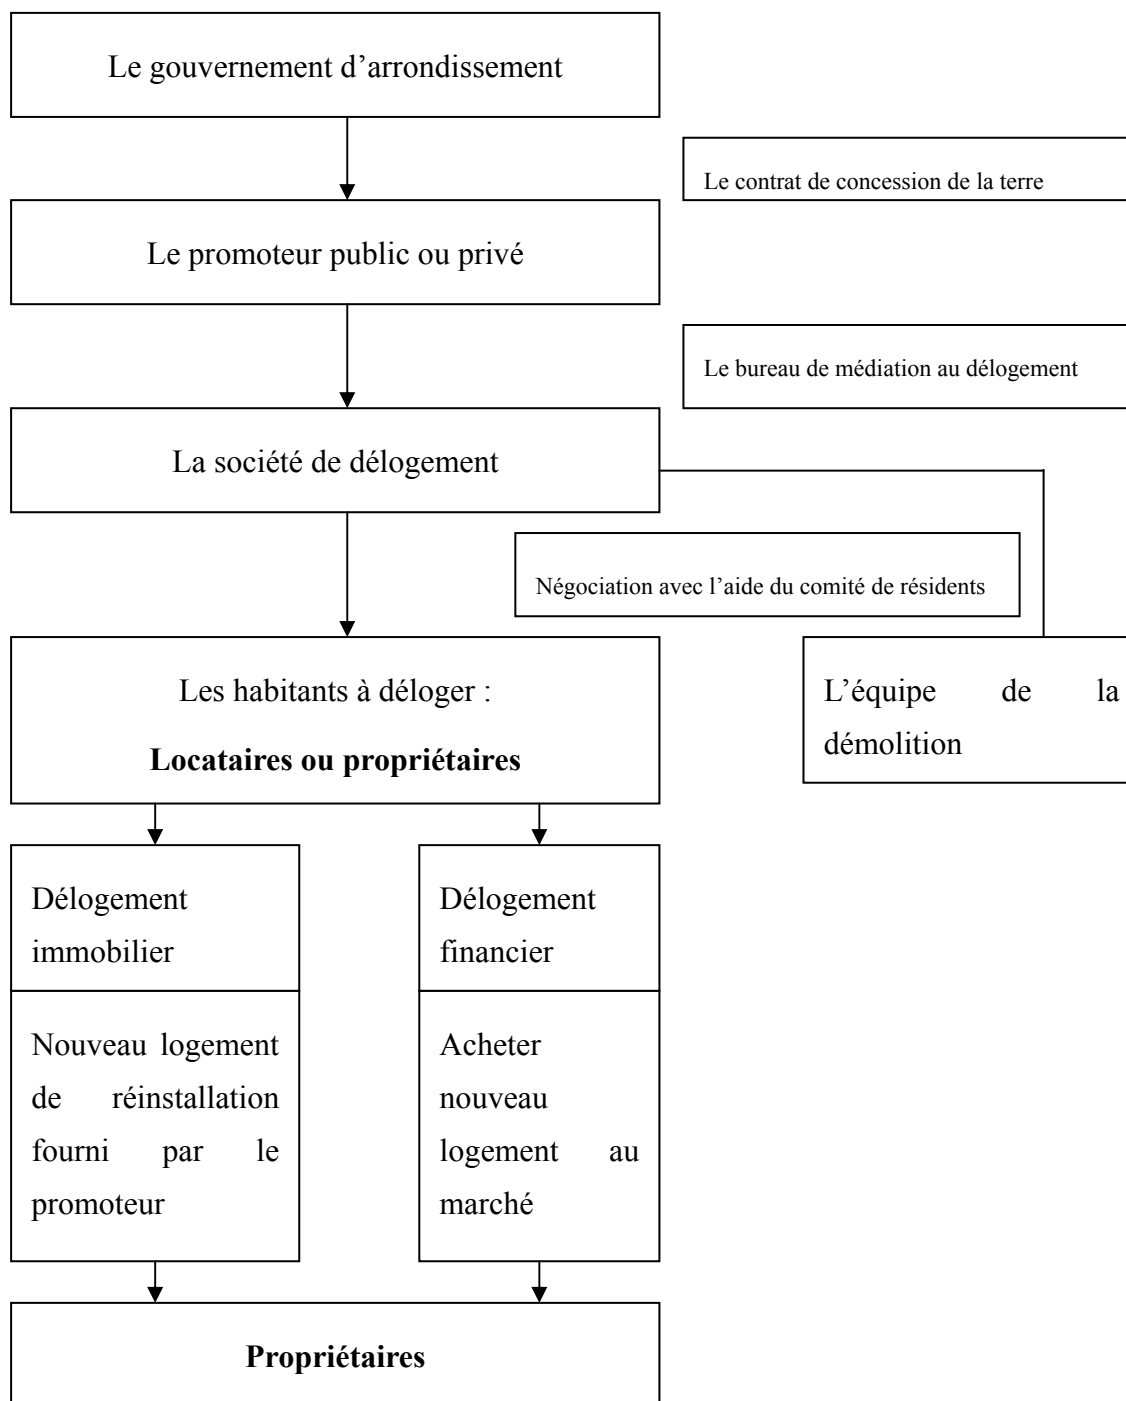 Le gouvernement d’arrondissement
Le contrat de concession de la terre
Le promoteur public ou privé
Le bureau de médiation au délogement
La société de délogement
Négociation avec l’aide du comité de résidents
Les habitants à déloger :
Locataires ou propriétaires
L’équipe de la
démolition
Délogement
immobilier
Délogement
financier
Nouveau logement
de réinstallation
fourni par le
promoteur
Acheter
nouveau
logement au
marché
Propriétaires